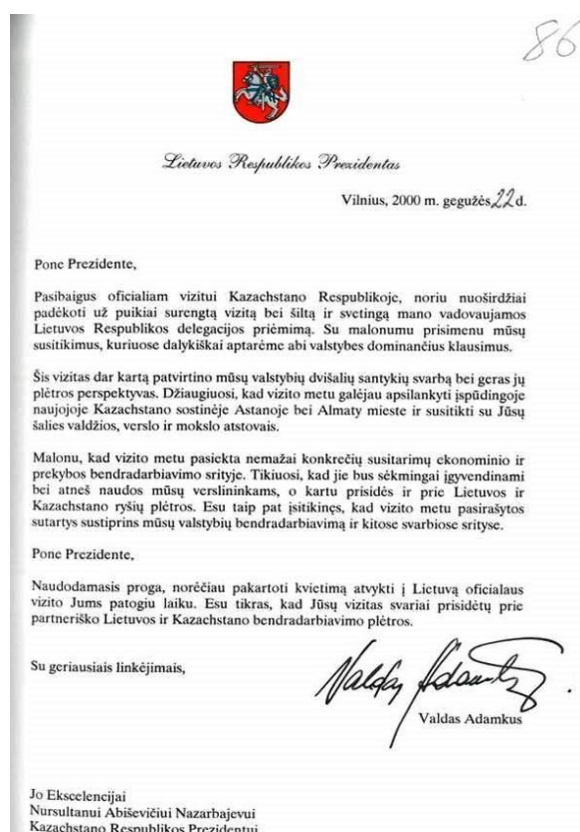 86
Lietuvos Respublikos Prezidentas
Vilnius, 2000 m. gegužės 22 d.
Pone Prezidente,
Pasibaigus oficialiam vizitui Kazachstano Respublikoje, noriu nuoširdžiai
padėkoti už puikiai surengtą vizitą bei šiltą ir svetingą mano vadovaujamos
Lietuvos Respublikos delegacijos priėmimą. Su malonumu prisimenu mūsų
susitikimus, kuriuose dalykiškai aptarėme abi valstybes dominančius klausimus.
Šis vizitas dar kartą patvirtino mūsų valstybių dvišalių santykių svarbą bei geras jų
plėtros perspektyvas. Džiaugiuosi, kad vizito metu galėjau apsilankyti įspūdingoje
naujojoje Kazachstano sostinėje Astanoje bei Almaty mieste ir susitikti su Jūsų
šalies valdžios, verslo ir mokslo atstovais.
Malonu, kad vizito metu pasiekta nemažai konkrečių susitarimų ekonominio ir
prekybos bendradarbiavimo srityje. Tikiuosi, kad jie bus sėkmingai įgyvendinami
bei atneš naudos mūsų verslininkams, o kartu prisidės ir prie Lietuvos ir
Kazachstano ryšių plėtros. Esu taip pat įsitikinęs, kad vizito metu pasirašytos
sutartys sustiprins mūsų valstybių bendradarbiavimą ir kitose svarbiose srityse.
Pone Prezidente,
Naudodamasis proga, norėčiau pakartoti kvietimą atvykti į Lietuvą oficialaus
vizito Jums patogiu laiku. Esu tikras, kad Jūsų vizitas svariai prisidėtų prie
partneriško Lietuvos ir Kazachstano bendradarbiavimo plėtros.
Su geriausiais linkėjimais,
Valdas Adamkus
Valdas Adamkus
Jo Ekscelencijai
Nursultanui Abiševičiui Nazarbajevui
Kazachstano Respublikos Prezidentui